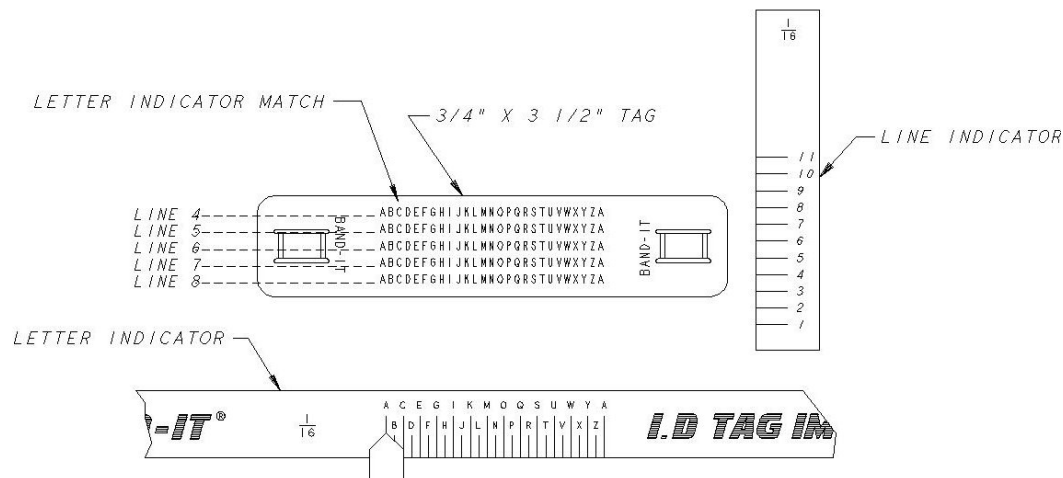 1/16
LETTER INDICATOR MATCH
3/4" X 3 1/2" TAG
LINE INDICATOR
11
10
9
8
7
6
5
4
3
2
1
LINE 4 ABCDEFGHIJKLMNOPQRSTUVWXYZA
LINE 5 ABCDEFGHIJKLMNOPQRSTUVWXYZA
LINE 6 ABCDEFGHIJKLMNOPQRSTUVWXYZA
LINE 7 ABCDEFGHIJKLMNOPQRSTUVWXYZA
LINE 8 ABCDEFGHIJKLMNOPQRSTUVWXYZA
BAND-IT
BAND-IT
LETTER INDICATOR
A C E G I K M O Q S U W Y A
B D F H J L N P R T V X Z
-IT®
1/16
I.D TAG IM